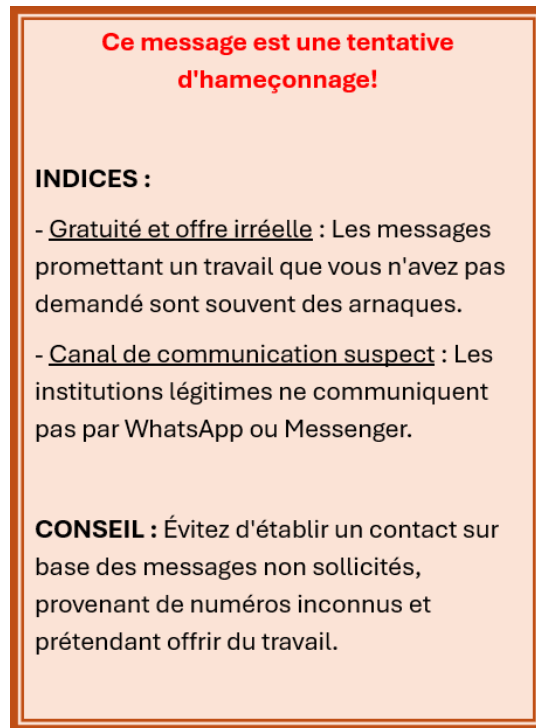 Ce message est une tentative
d'hameçonnage!
INDICES :
- Gratuité et offre irréelle : Les messages
promettant un travail que vous n'avez pas
demandé sont souvent des arnaques.
- Canal de communication suspect : Les
institutions légitimes ne communiquent
pas par WhatsApp ou Messenger.
CONSEIL : Évitez d'établir un contact sur
base des messages non sollicités,
provenant de numéros inconnus et
prétendant offrir du travail.